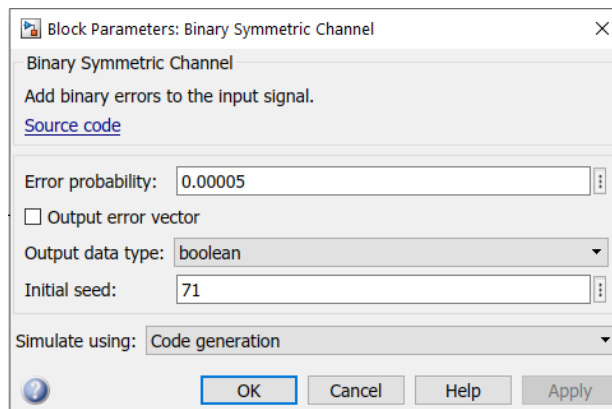 Block Parameters: Binary Symmetric Channel
Binary Symmetric Channel
Add binary errors to the input signal.
Source code
Error probability: 0.00005
Output error vector
Output data type: boolean
Initial seed: 71
Simulate using: Code generation
OK Cancel Help Apply